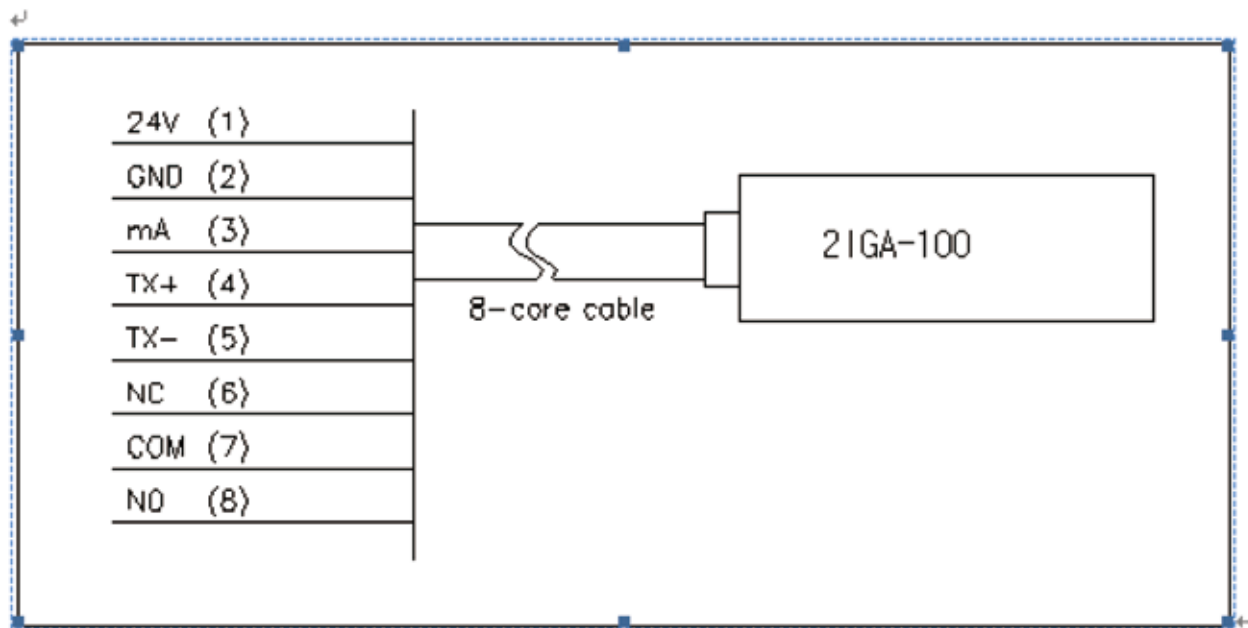 24V (1)
GND (2)
mA (3)
TX+ (4)
TX- (5)
NC (6)
COM (7)
NO (8)
8-core cable
2IGA-100